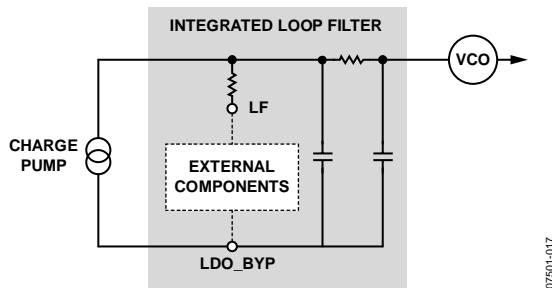 INTEGRATED LOOP FILTER
VCO
LF
CHARGE
PUMP
EXTERNAL
COMPONENTS
LDO_BYP
07501-017